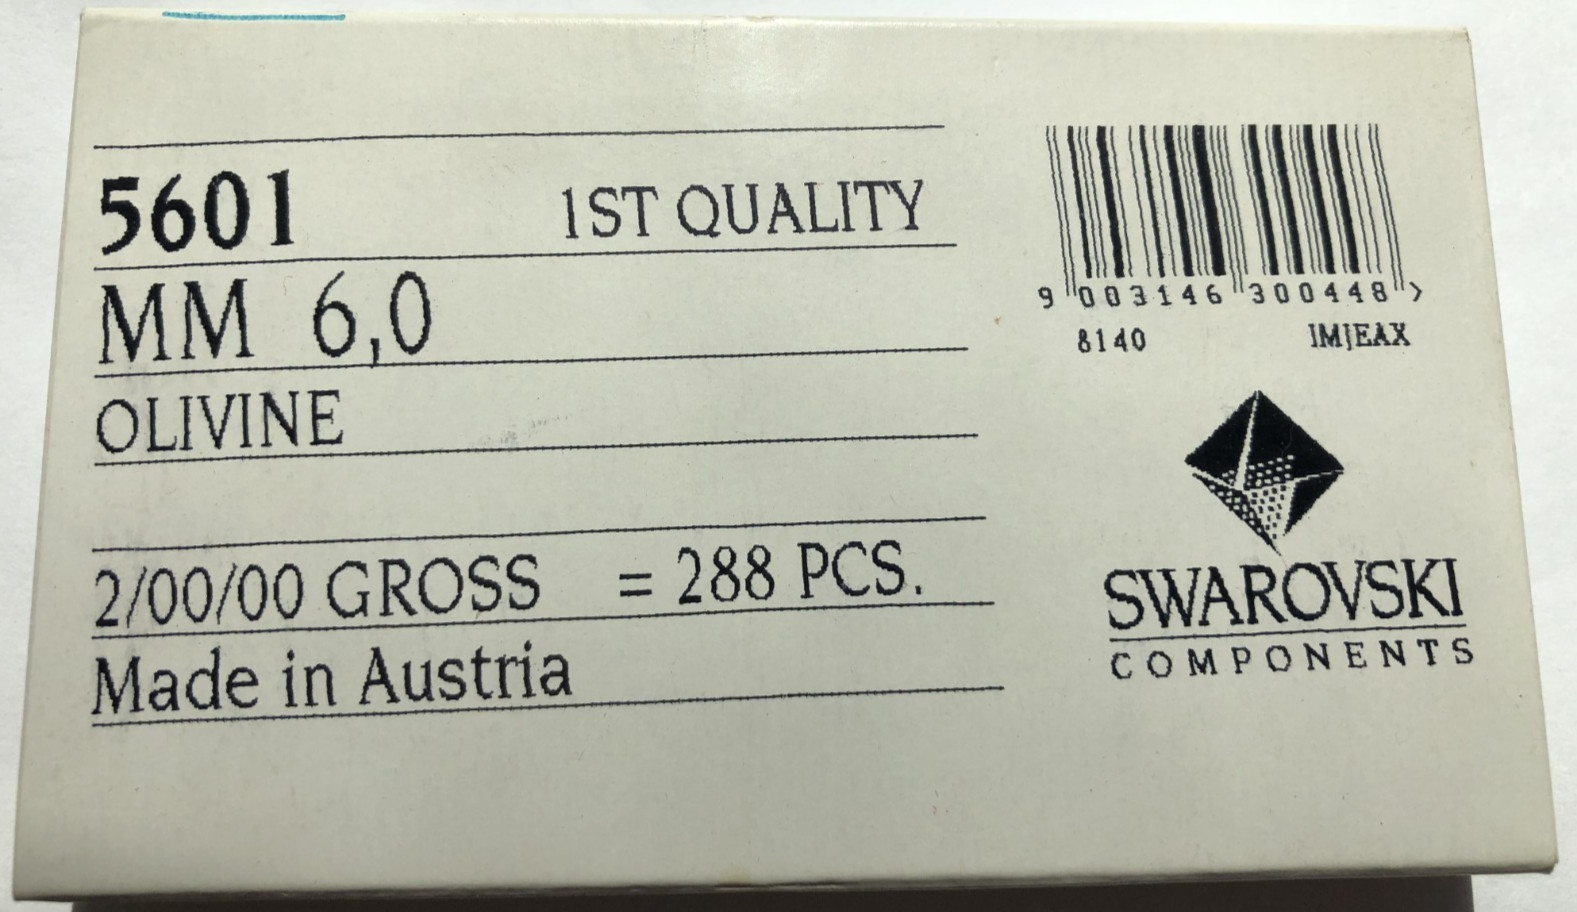 5601 1ST QUALITY
MM 6,0
OLIVINE
2/00/00 GROSS = 288 PCS.
Made in Austria
9 003146 300448 >
8140 IMJEAX
SWAROVSKI
COMPONENTS